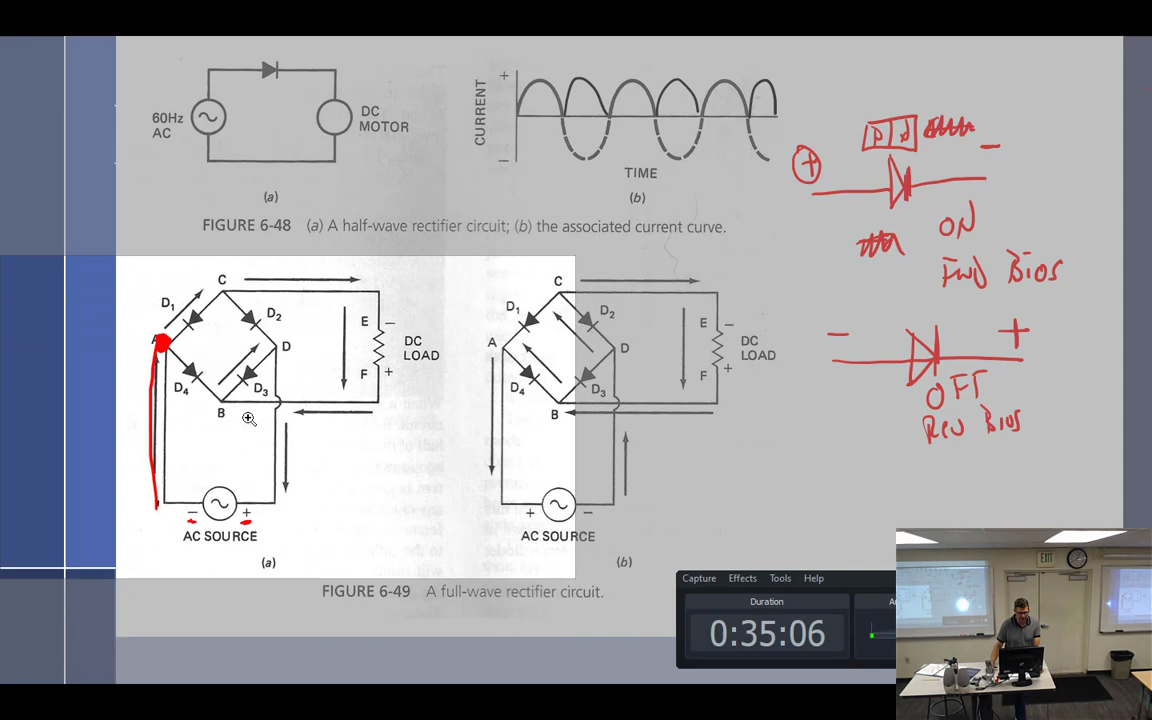 60Hz
AC
DC
MOTOR
(a)
CURRENT
+
−
TIME
(b)
FIGURE 6-48 (a) A half-wave rectifier circuit; (b) the associated current curve.
+
P
−
ON
Fwd Bias
−
+
OFF
Rev Bias
C
D1
D2
A
D
D4
D3
B
E
−
F
+
DC
LOAD
−
+
AC SOURCE
(a)
C
D1
D2
A
D
D4
D3
B
E
−
F
+
DC
LOAD
+
−
AC SOURCE
(b)
FIGURE 6-49 A full-wave rectifier circuit.
Capture Effects Tools Help
Duration
0:35:06
EXIT